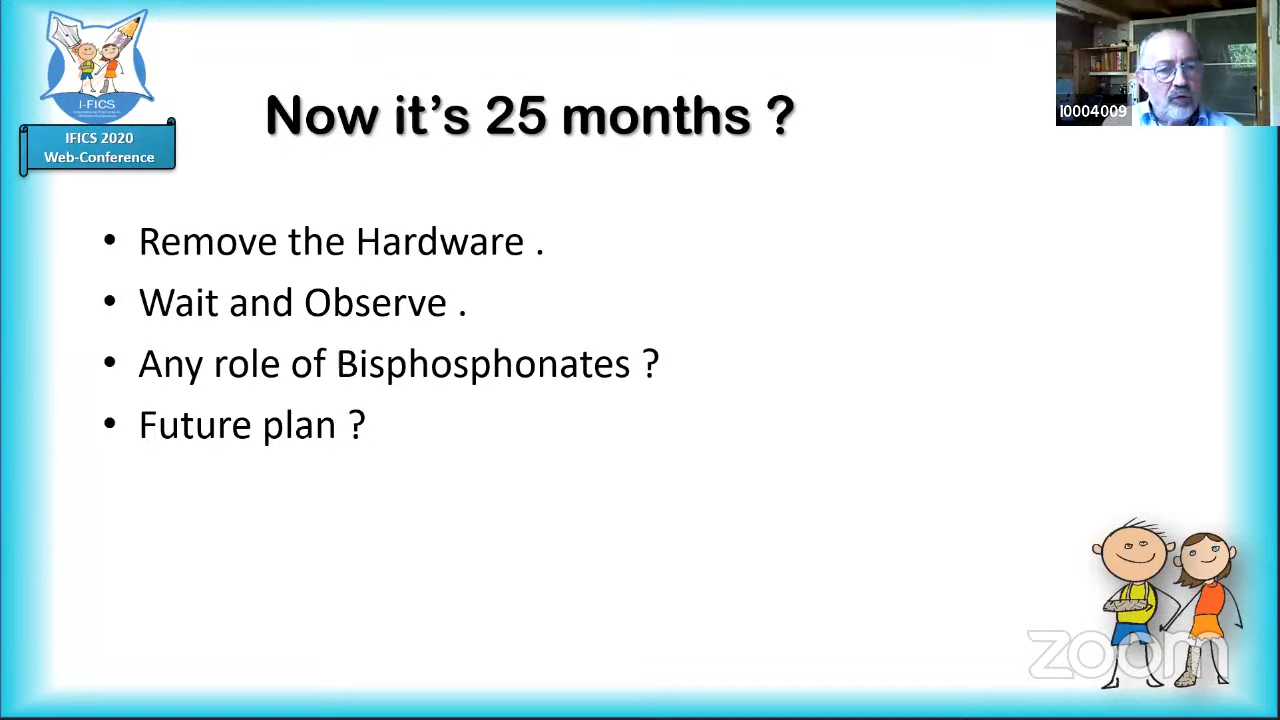 I-FICS
IFICS 2020
Web-Conference
Now it's 25 months ?
I0004009
• Remove the Hardware .
• Wait and Observe .
• Any role of Bisphosphonates ?
• Future plan ?
zoom